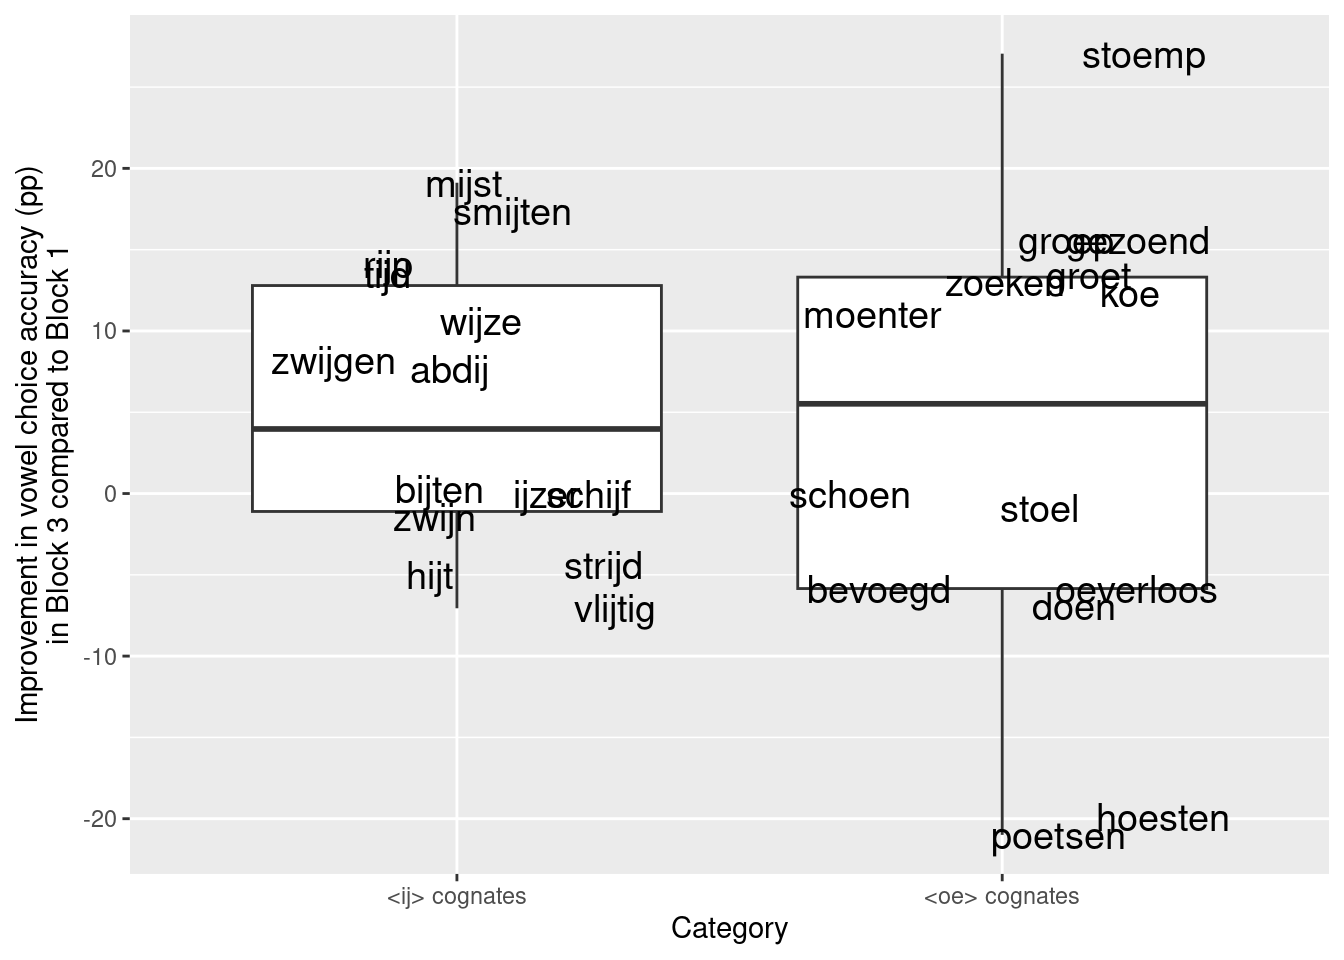 Improvement in vowel choice accuracy (pp)
in Block 3 compared to Block 1
20
10
0
-10
-20
stoemp
mijst
smijten
groep
gezoend
rijp
tijd
zoeken
groet
koe
wijze
moenter
zwijgen
abdij
bijten
ijzer
schijf
schoen
zwijn
stoel
hijt
strijd
vlijtig
bevoegd
oeverloos
doen
hoesten
poetsen
<ij> cognates
<oe> cognates
Category